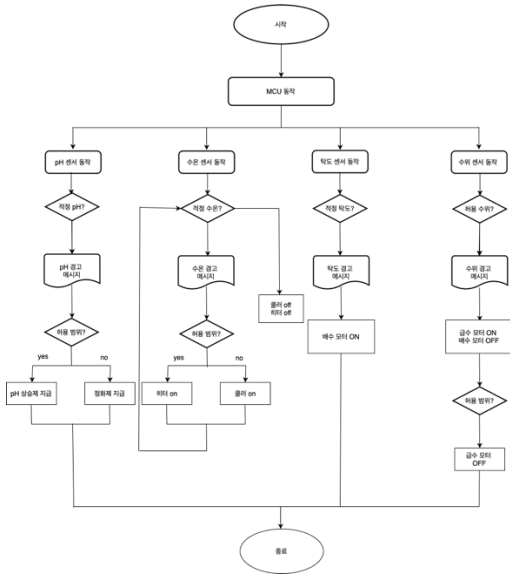 시작
MCU 동작
pH 센서 동작
수온 센서 동작
탁도 센서 동작
수위 센서 동작
적정 pH?
적정 수온?
적정 탁도?
허용 수위?
pH 경고
메시지
수온 경고
메시지
탁도 경고
메시지
수위 경고
메시지
쿨러 off
히터 off
허용 범위?
허용 범위?
배수 모터 ON
급수 모터 ON
배수 모터 OFF
yes
no
yes
no
pH 상승제 지급
정화제 지급
히터 on
쿨러 on
허용 범위?
급수 모터
OFF
종료